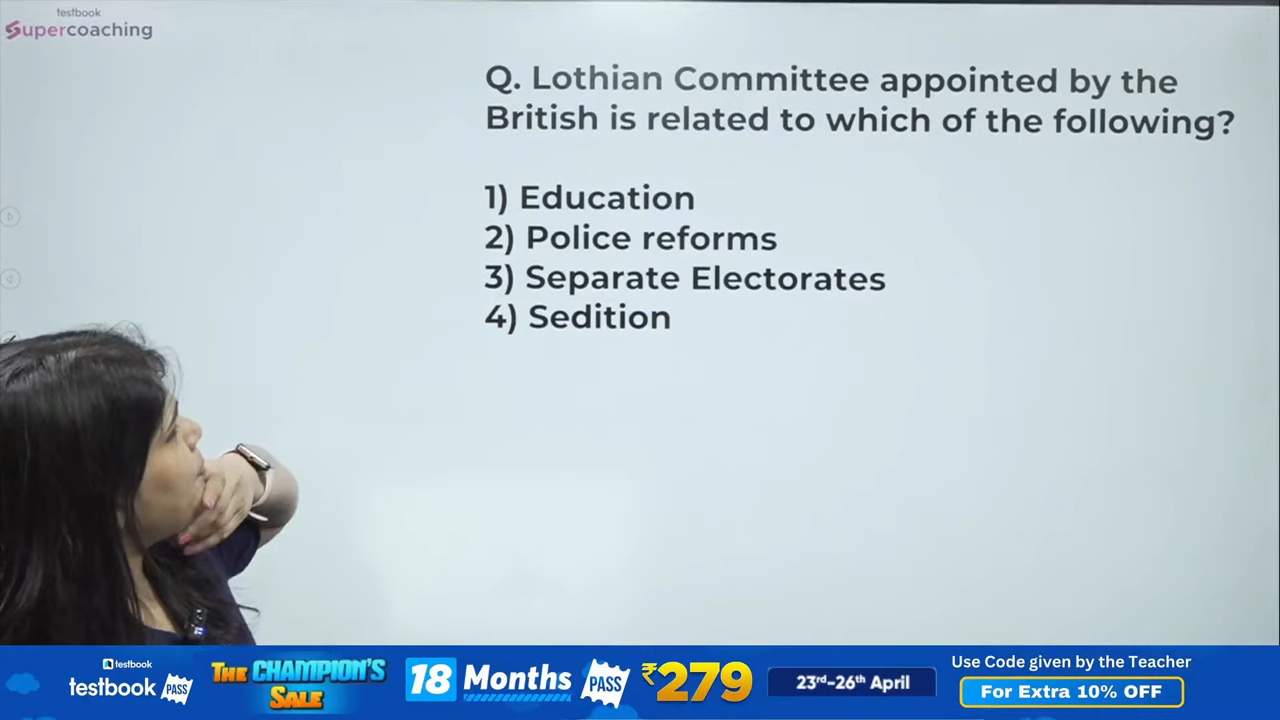 testbook
Supercoaching
Q. Lothian Committee appointed by the
British is related to which of the following?
1) Education
2) Police reforms
3) Separate Electorates
4) Sedition
testbook
testbook PASS
THE CHAMPION'S
SALE
18 Months PASS ₹279
23rd-26th April
Use Code given by the Teacher
For Extra 10% OFF